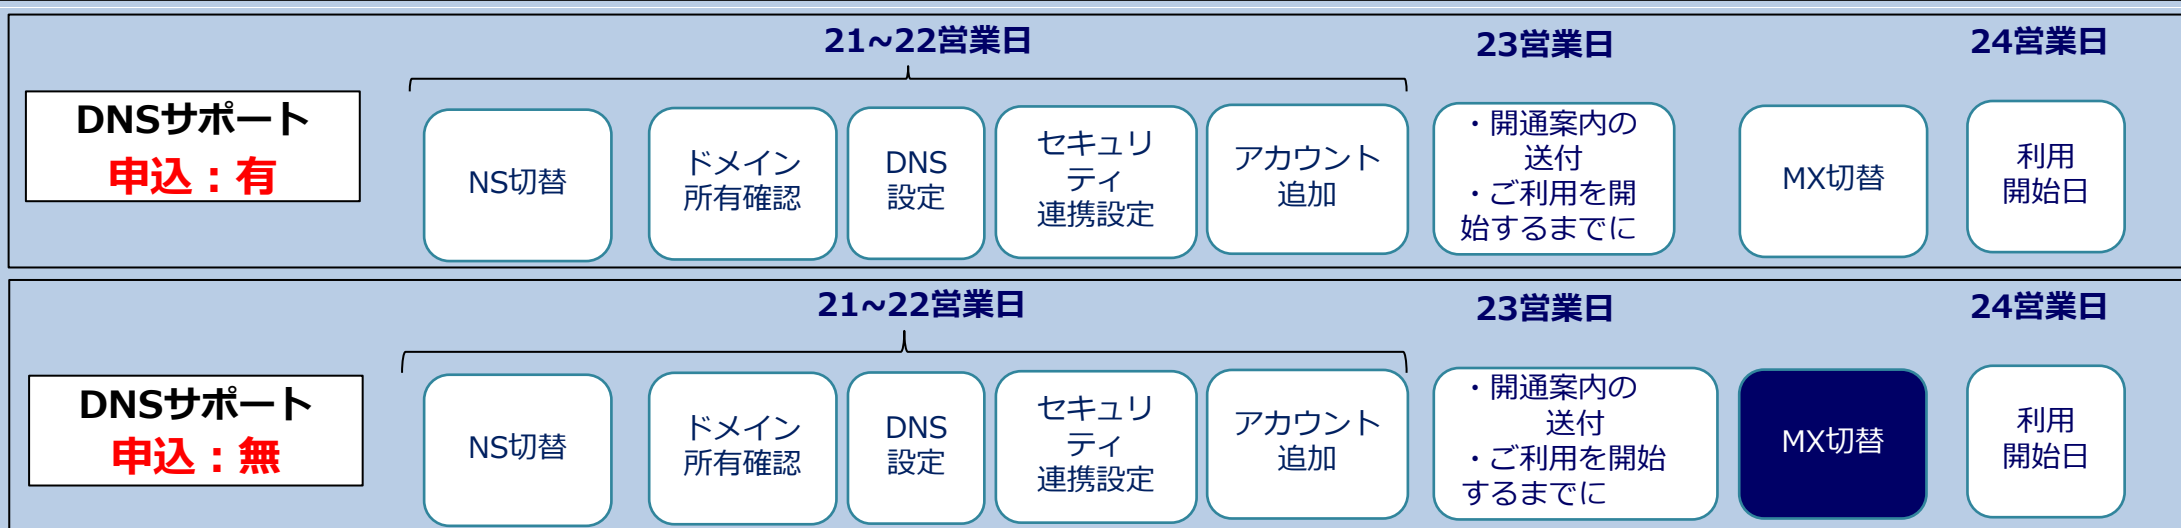 21~22営業日
23営業日
24営業日
DNSサポート
申込：有
NS切替
ドメイン
所有確認
DNS
設定
セキュリ
ティ
連携設定
アカウント
追加
・開通案内の
送付
・ご利用を開
始するまでに
MX切替
利用
開始日
21~22営業日
23営業日
24営業日
DNSサポート
申込：無
NS切替
ドメイン
所有確認
DNS
設定
セキュリ
ティ
連携設定
アカウント
追加
・開通案内の
送付
・ご利用を開始
するまでに
MX切替
利用
開始日